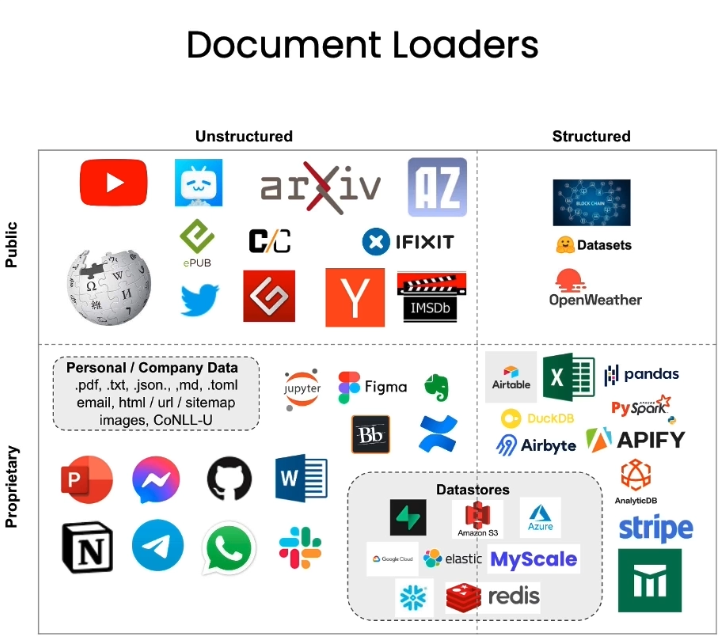 Document Loaders
Unstructured
Structured
Public
arXiv
AZ
BLOCK CHAIN
ePUB
C/C
IFIXIT
Datasets
W
Ω
И
Y
IMSDb
OpenWeather
Personal / Company Data
.pdf, .txt, .json., ,md, .toml
email, html / url / sitemap
images, CoNLL-U
jupyter
Figma
Airtable
X
pandas
Bb
DuckDB
PySpark
Airbyte
APIFY
Proprietary
P
W
AnalyticDB
Datastores
Amazon S3
Azure
stripe
N
Google Cloud
elastic
MyScale
redis